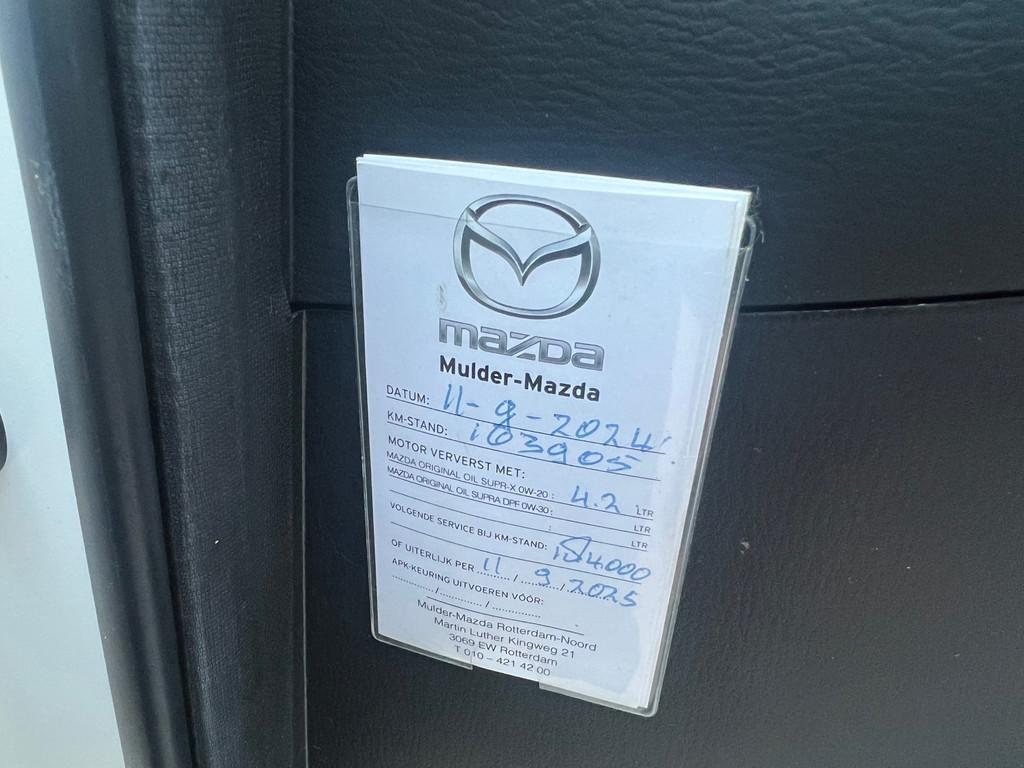 mazda
Mulder-Mazda
DATUM: 11-9-2024
KM-STAND: 103905
MOTOR VERVERST MET:
MAZDA ORIGINAL OIL SUPR-X 0W-20: 4.2 LTR
MAZDA ORIGINAL OIL SUPRA DPF 0W-30: LTR
: LTR
VOLGENDE SERVICE BIJ KM-STAND: 124000
OF UITERLIJK PER 11 / 9 / 2025
APK-KEURING UITVOEREN VÓÓR:
............/............/............
Mulder-Mazda Rotterdam-Noord
Martin Luther Kingweg 21
3069 EW Rotterdam
T 010 – 421 42 00